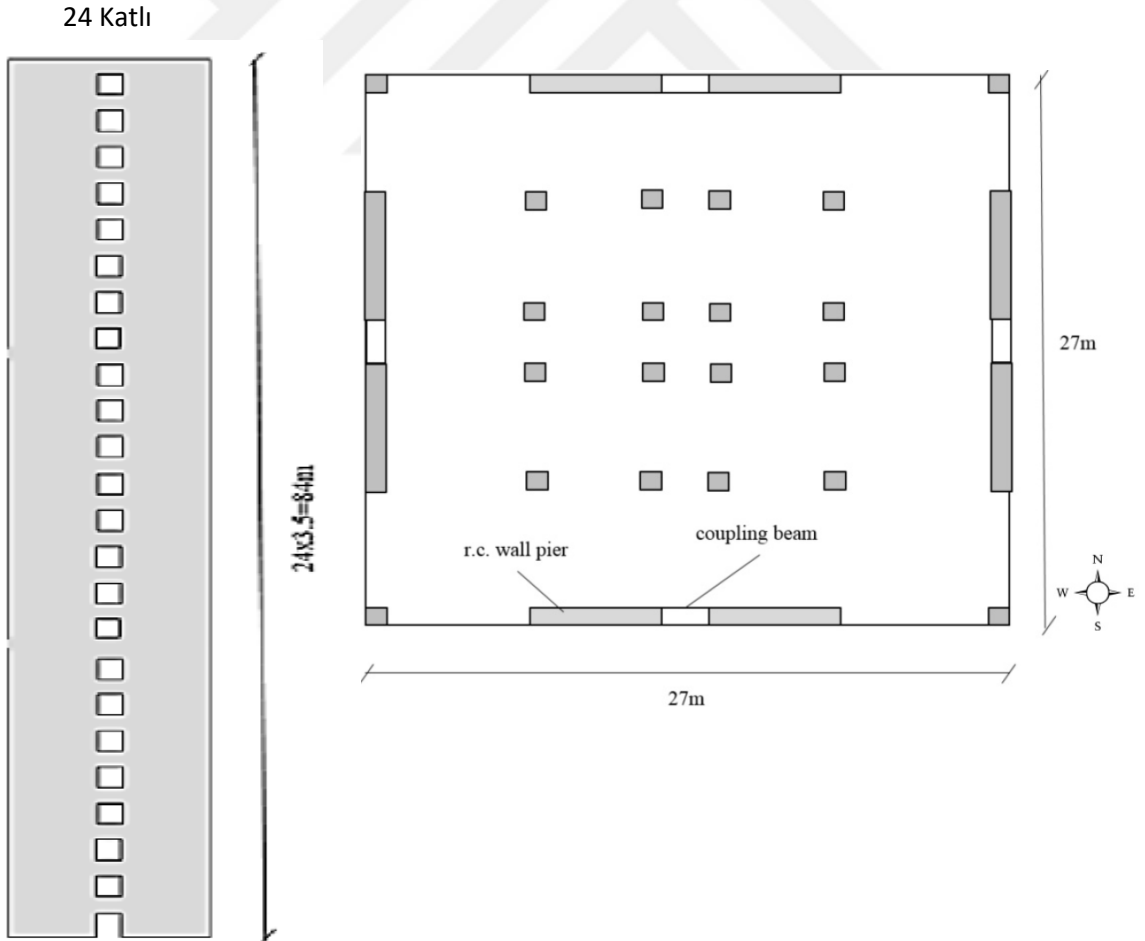 24 Katlı
24x3.5=84m
27m
r.c. wall pier
coupling beam
N
W
E
S
27m